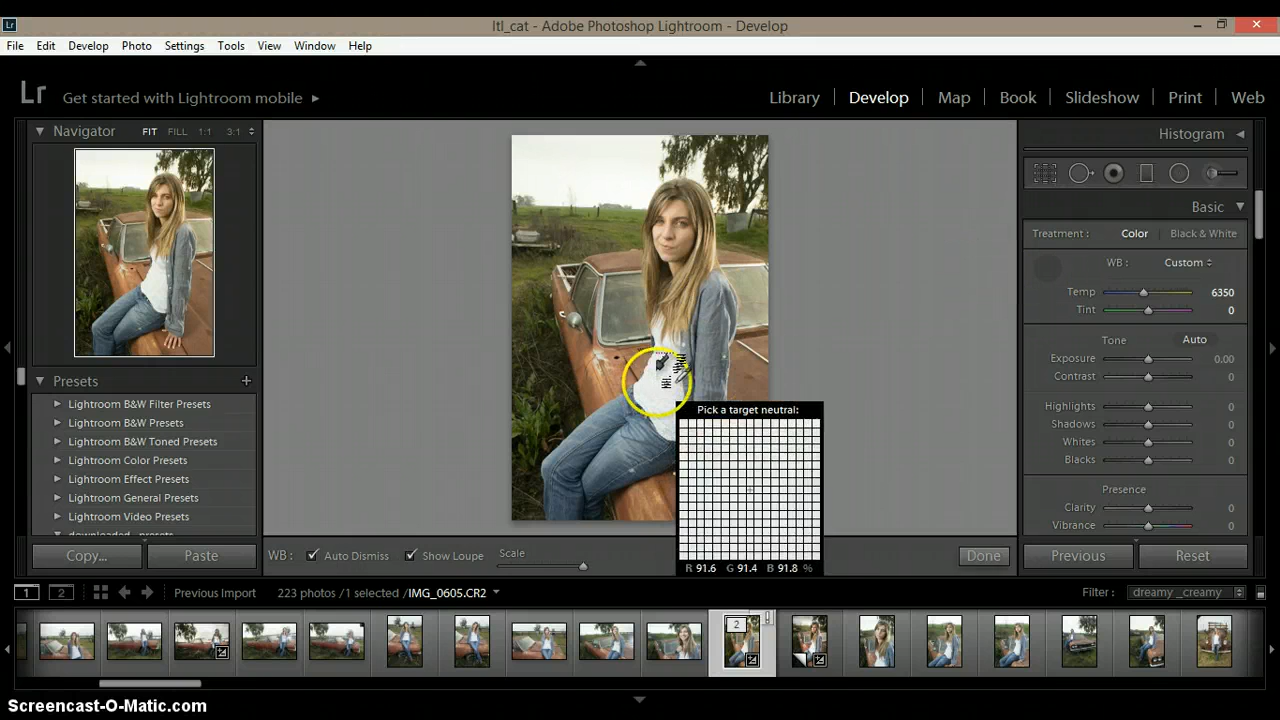 Lr
ltl_cat - Adobe Photoshop Lightroom - Develop
File Edit Develop Photo Settings Tools View Window Help
Lr Get started with Lightroom mobile
Library Develop Map Book Slideshow Print Web
Navigator FIT FILL 1:1 3:1
Histogram
Basic
Treatment : Color Black & White
WB : Custom
Temp 6350
Tint 0
Tone Auto
Exposure 0.00
Contrast 0
Highlights 0
Shadows 0
Whites 0
Blacks 0
Presence
Clarity 0
Vibrance 0
Presets
Lightroom B&W Filter Presets
Lightroom B&W Presets
Lightroom B&W Toned Presets
Lightroom Color Presets
Lightroom Effect Presets
Lightroom General Presets
Lightroom Video Presets
Pick a target neutral:
R 91.6 G 91.4 B 91.8 %
Copy... Paste
WB : Auto Dismiss Show Loupe Scale
Done
Previous Reset
1 2 Previous Import 223 photos /1 selected /IMG_0605.CR2
Filter : dreamy _creamy
2
Screencast-O-Matic.com